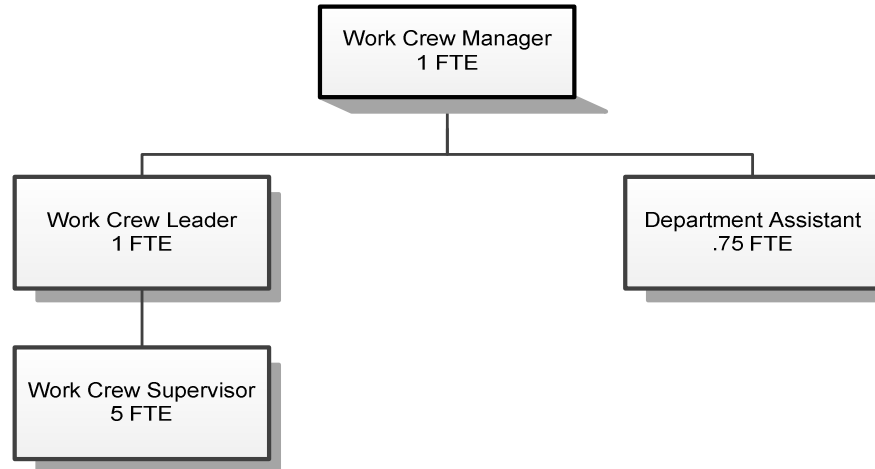 Work Crew Manager
1 FTE
Work Crew Leader
1 FTE
Department Assistant
.75 FTE
Work Crew Supervisor
5 FTE